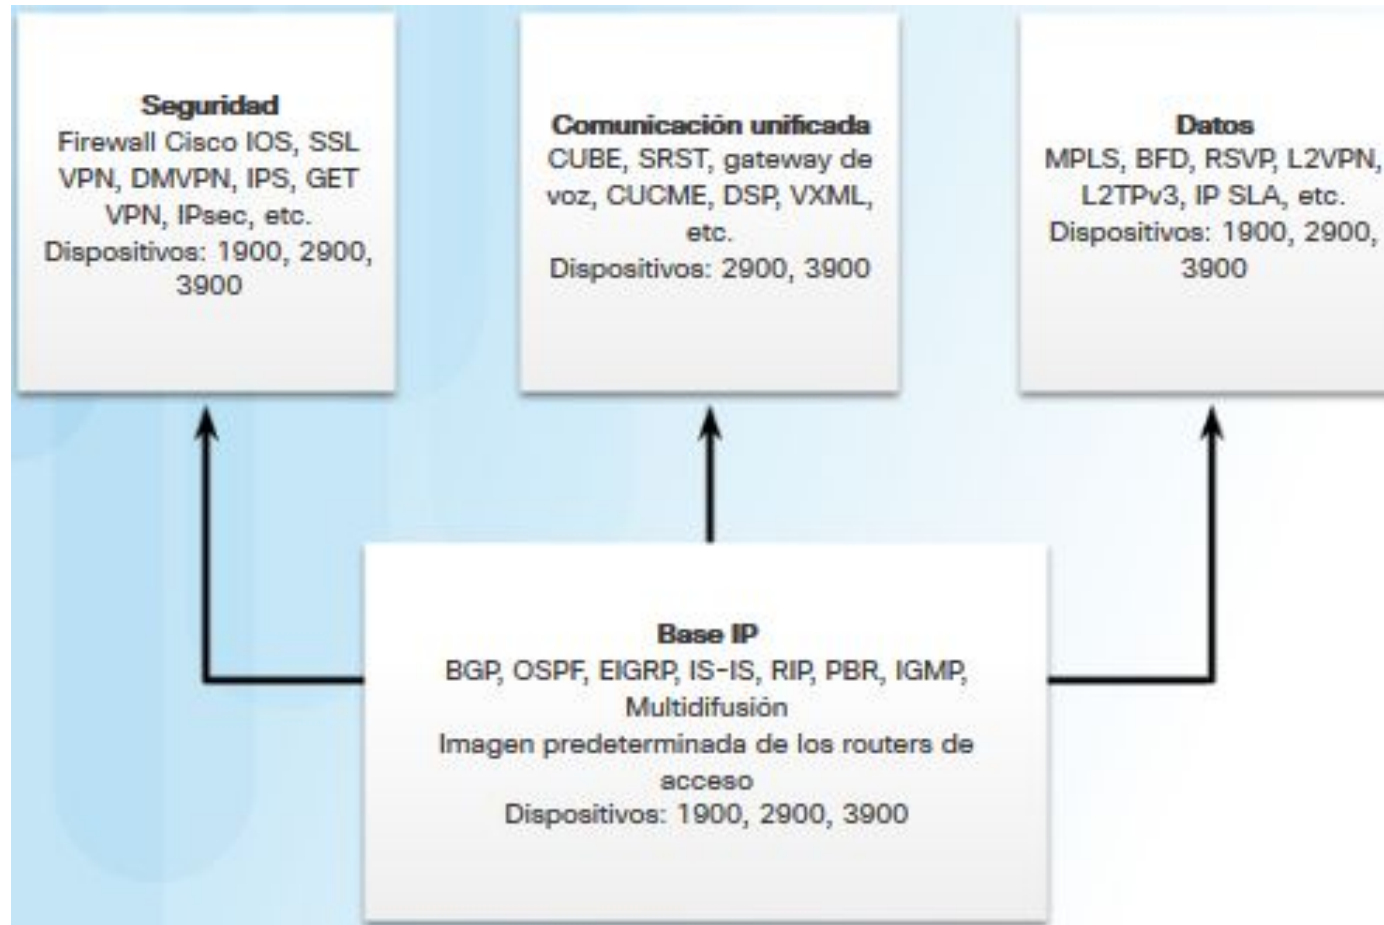 Seguridad
Firewall Cisco IOS, SSL
VPN, DMVPN, IPS, GET
VPN, IPsec, etc.
Dispositivos: 1900, 2900,
3900
Comunicación unificada
CUBE, SRST, gateway de
voz, CUCME, DSP, VXML,
etc.
Dispositivos: 2900, 3900
Datos
MPLS, BFD, RSVP, L2VPN,
L2TPv3, IP SLA, etc.
Dispositivos: 1900, 2900,
3900
Base IP
BGP, OSPF, EIGRP, IS-IS, RIP, PBR, IGMP,
Multidifusión
Imagen predeterminada de los routers de
acceso
Dispositivos: 1900, 2900, 3900